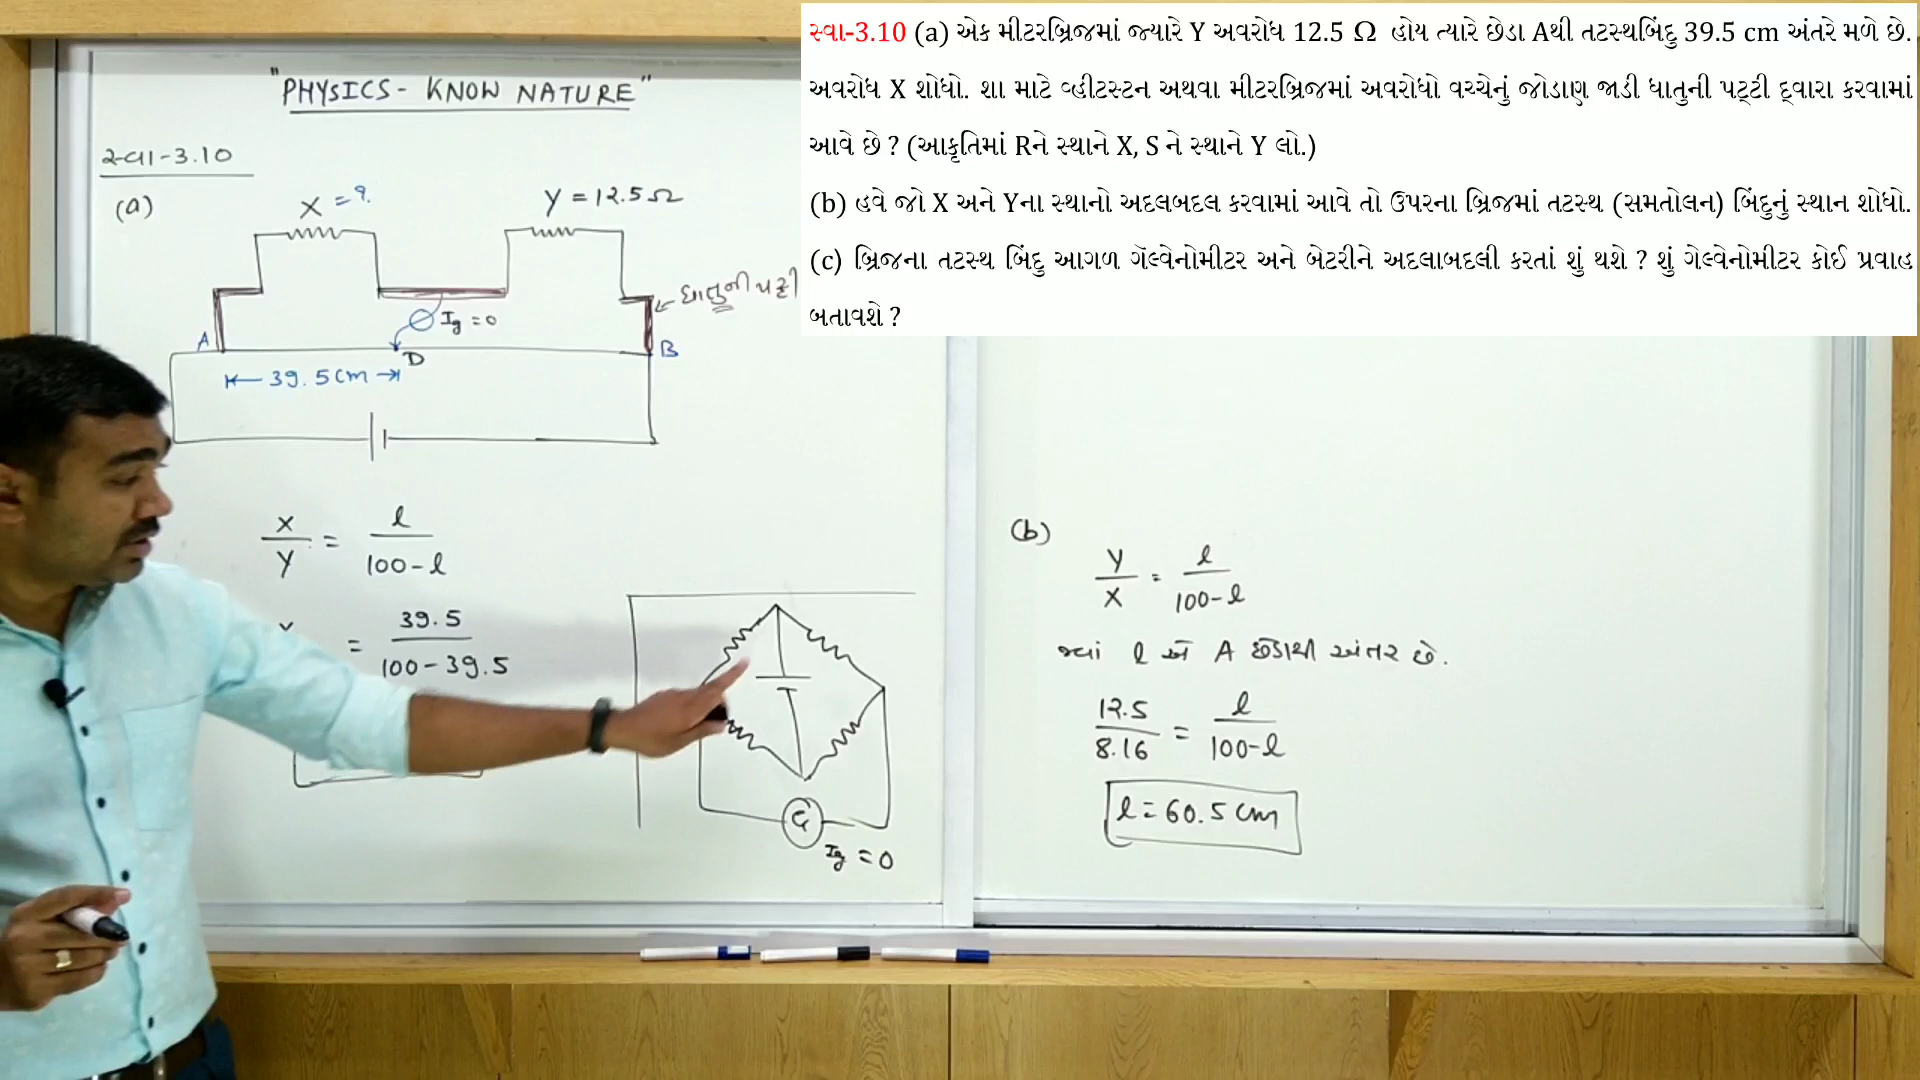 સ્વા-3.10 (a) એક મીટરબ્રિજમાં જ્યારે Y અવરોધ 12.5 Ω હોય ત્યારે છેડા Aથી તટસ્થબિંદુ 39.5 cm અંતરે મળે છે.
અવરોધ X શોધો. શા માટે વ્હીટસ્ટન અથવા મીટરબ્રિજમાં અવરોધો વચ્ચેનું જોડાણ જાડી ધાતુની પટ્ટી દ્વારા કરવામાં
આવે છે ? (આકૃતિમાં Rને સ્થાને X, S ને સ્થાને Y લો.)
(b) હવે જો X અને Yના સ્થાનો અદલબદલ કરવામાં આવે તો ઉપરના બ્રિજમાં તટસ્થ (સમતોલન) બિંદુનું સ્થાન શોધો.
(c) બ્રિજના તટસ્થ બિંદુ આગળ ગૅલ્વેનોમીટર અને બેટરીને અદલાબદલી કરતાં શું થશે ? શું ગેલ્વેનોમીટર કોઈ પ્રવાહ
બતાવશે ?
"PHYSICS - KNOW NATURE"
સ્વા-3.10
(a)
X = ?
Y = 12.5 Ω
ધાતુની પટ્ટી
Ig = 0
A
D
B
39.5 cm
X/Y = l/(100-l)
= 39.5/(100-39.5)
G
Ig = 0
(b)
Y/X = l/(100-l)
જ્યાં l એ A છેડાથી અંતર છે.
12.5/8.16 = l/(100-l)
l = 60.5 cm